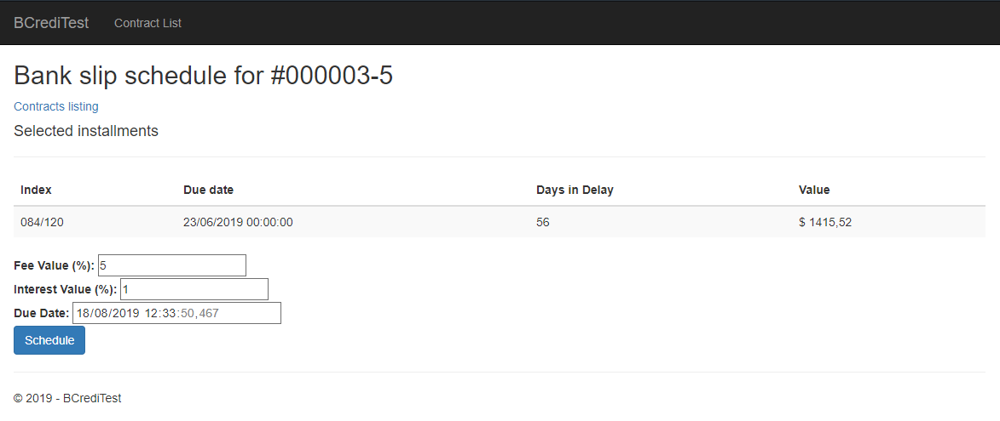 BCrediTest Contract List
Bank slip schedule for #000003-5
Contracts listing
Selected installments
Index Due date Days in Delay Value
084/120 23/06/2019 00:00:00 56 $ 1415,52
Fee Value (%): 5
Interest Value (%): 1
Due Date: 18/08/2019 12:33:50,467
Schedule
© 2019 - BCrediTest